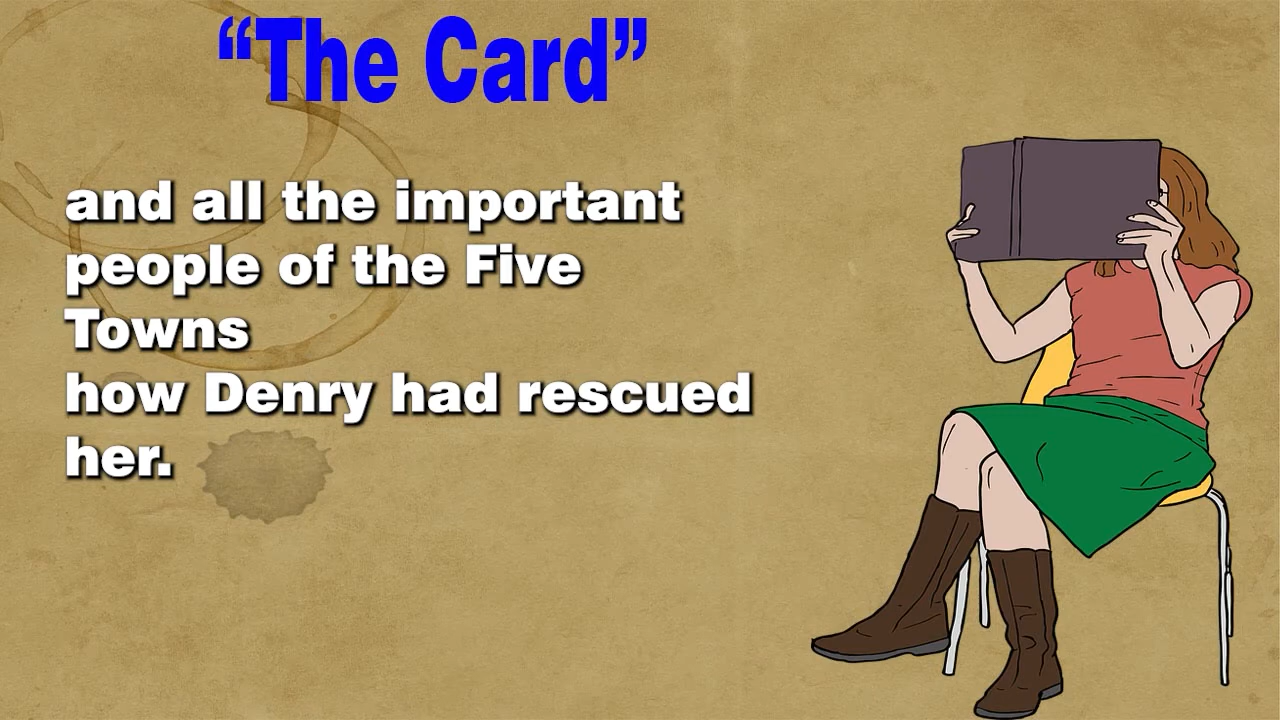 “The Card”
and all the important
people of the Five
Towns
how Denry had rescued
her.